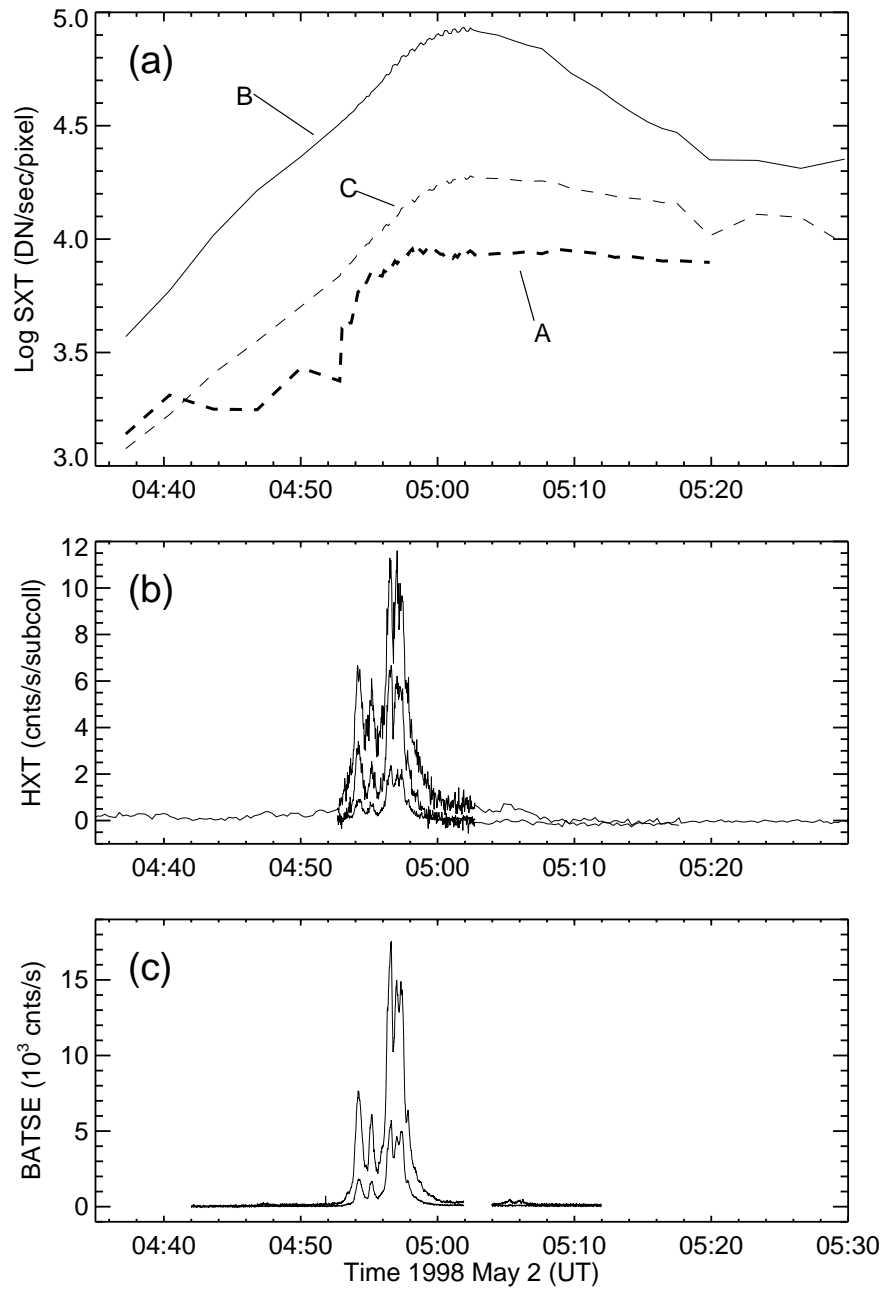 (a)
B
C
A
Log SXT (DN/sec/pixel)
5.0
4.5
4.0
3.5
3.0
04:40 04:50 05:00 05:10 05:20
(b)
HXT (cnts/s/subcoll)
12
10
8
6
4
2
0
04:40 04:50 05:00 05:10 05:20
(c)
BATSE (10³ cnts/s)
15
10
5
0
04:40 04:50 05:00 05:10 05:20 05:30
Time 1998 May 2 (UT)